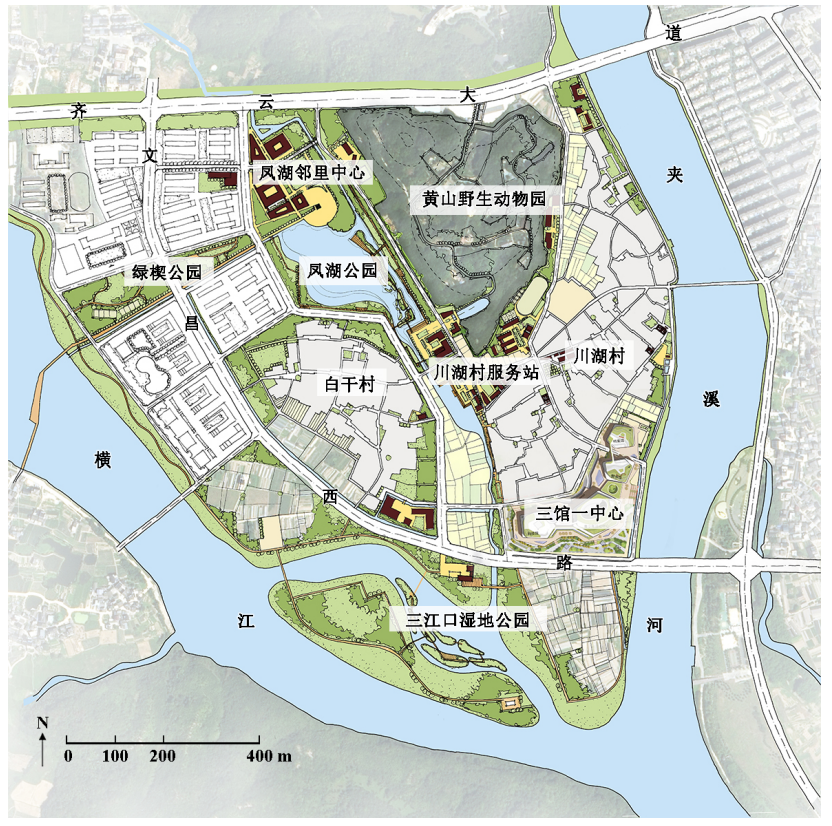 道
齐
云
大
文
凤湖邻里中心
夹
黄山野生动物园
绿楔公园
凤湖公园
昌
川湖村
川湖村服务站
白干村
溪
横
西
三馆一中心
路
江
三江口湿地公园
河
N
0 100 200 400 m